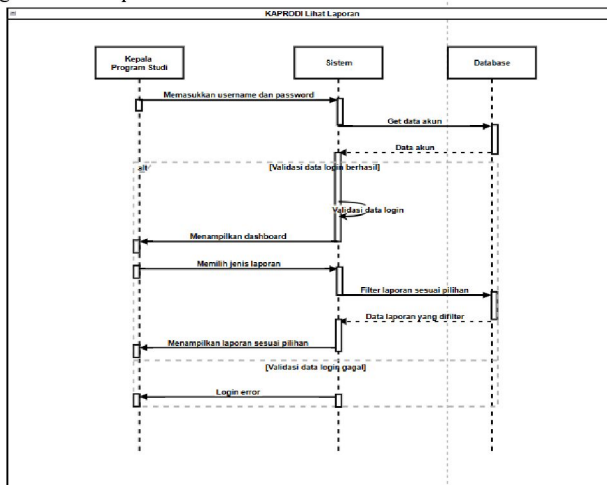 sd
KAPRODI Lihat Laporan
Kepala
Program Studi
Sistem
Database
Memasukkan username dan password
Get data akun
Data akun
alt
[Validasi data login berhasil]
Validasi data login
Menampilkan dashboard
Memilih jenis laporan
Filter laporan sesuai pilihan
Data laporan yang difilter
Menampilkan laporan sesuai pilihan
[Validasi data login gagal]
Login error